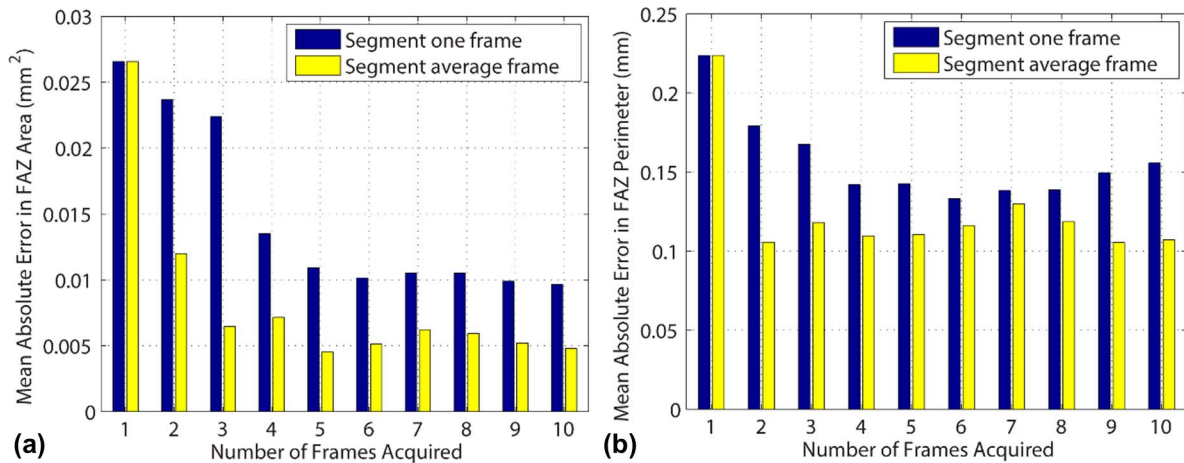 Mean Absolute Error in FAZ Area (mm²)
0.03
0.025
0.02
0.015
0.01
0.005
0
Segment one frame
Segment average frame
1 2 3 4 5 6 7 8 9 10
Number of Frames Acquired
(a)
Mean Absolute Error in FAZ Perimeter (mm)
0.25
0.2
0.15
0.1
0.05
0
Segment one frame
Segment average frame
1 2 3 4 5 6 7 8 9 10
Number of Frames Acquired
(b)